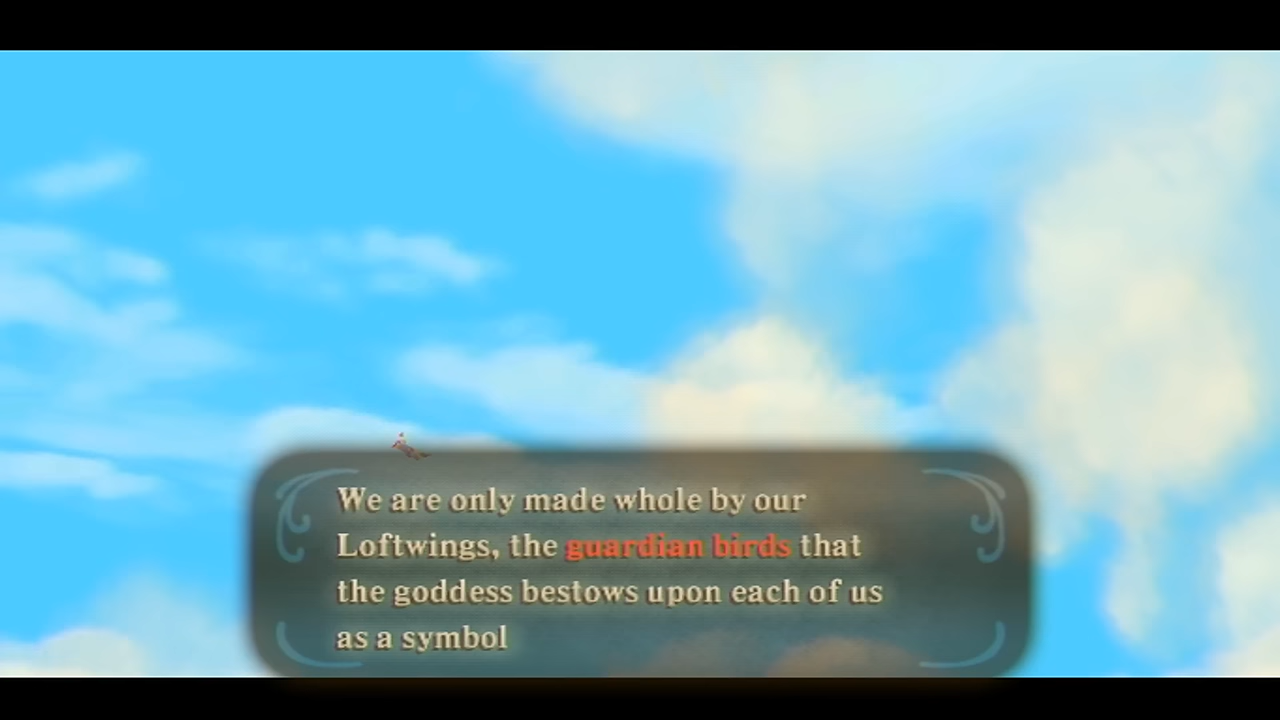 We are only made whole by our
Loftwings, the guardian birds that
the goddess bestows upon each of us
as a symbol